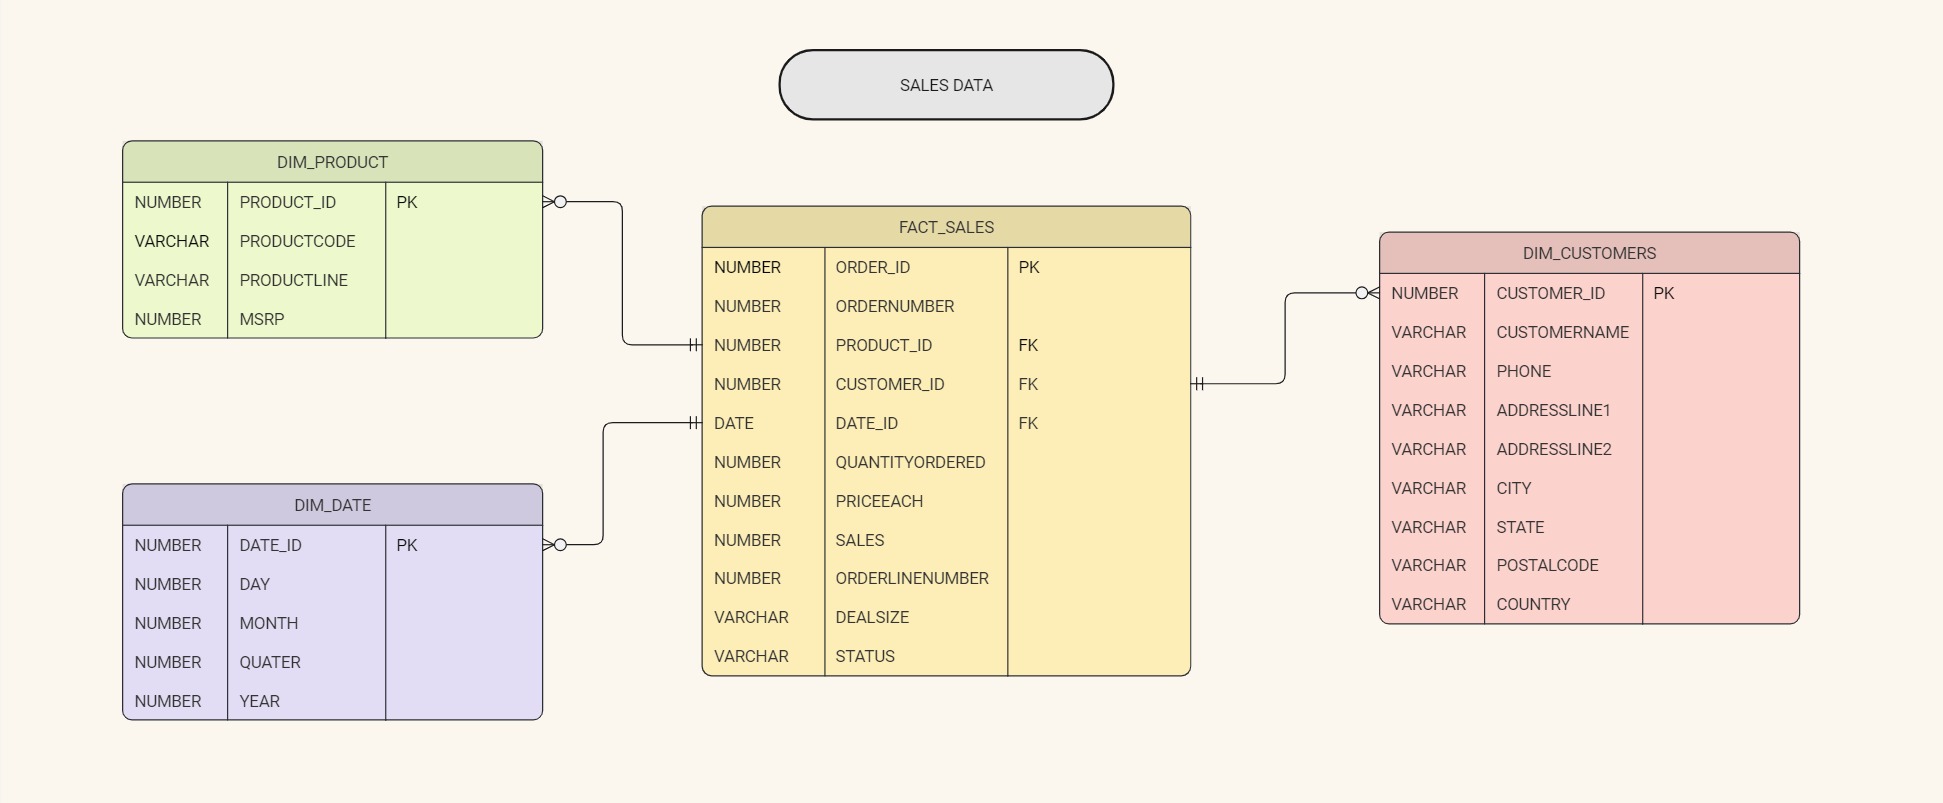 SALES DATA
DIM_PRODUCT
NUMBER PRODUCT_ID PK
VARCHAR PRODUCTCODE
VARCHAR PRODUCTLINE
NUMBER MSRP
FACT_SALES
NUMBER ORDER_ID PK
NUMBER ORDERNUMBER
NUMBER PRODUCT_ID FK
NUMBER CUSTOMER_ID FK
DATE DATE_ID FK
NUMBER QUANTITYORDERED
NUMBER PRICEEACH
NUMBER SALES
NUMBER ORDERLINENUMBER
VARCHAR DEALSIZE
VARCHAR STATUS
DIM_CUSTOMERS
NUMBER CUSTOMER_ID PK
VARCHAR CUSTOMERNAME
VARCHAR PHONE
VARCHAR ADDRESSLINE1
VARCHAR ADDRESSLINE2
VARCHAR CITY
VARCHAR STATE
VARCHAR POSTALCODE
VARCHAR COUNTRY
DIM_DATE
NUMBER DATE_ID PK
NUMBER DAY
NUMBER MONTH
NUMBER QUATER
NUMBER YEAR